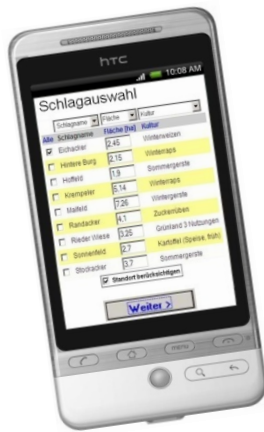 hTC
10:08 AM
Schlagauswahl
Schlagname Fläche Kultur
Alle Schlagname Fläche [ha] Kultur
Eichacker 2,45 Winterweizen
Hintere Burg 2,15 Winterraps
Hoffeld 1,9 Sommergerste
Krempeler 5,14 Winterraps
Maifeld 7,26 Wintergerste
Randacker 4,1 Zuckerrüben
Rieder Wiese 3,25 Grünland 3 Nutzungen
Sonnenfeld 2,7 Kartoffel (Speise, früh)
Stockacker 3,7 Sommergerste
Standort berücksichtigen
Weiter >
menu